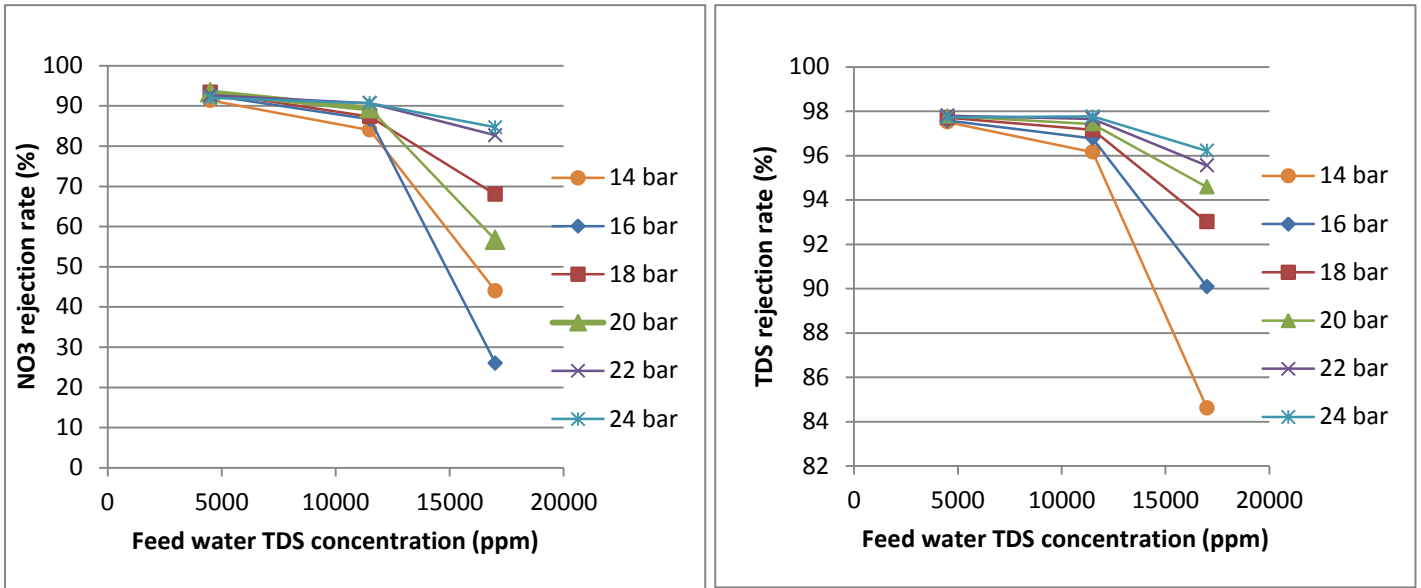 NO3 rejection rate (%)
100
90
80
70
60
50
40
30
20
10
0
0 5000 10000 15000 20000
Feed water TDS concentration (ppm)
14 bar
16 bar
18 bar
20 bar
22 bar
24 bar
TDS rejection rate (%)
100
98
96
94
92
90
88
86
84
82
0 5000 10000 15000 20000
Feed water TDS concentration (ppm)
14 bar
16 bar
18 bar
20 bar
22 bar
24 bar